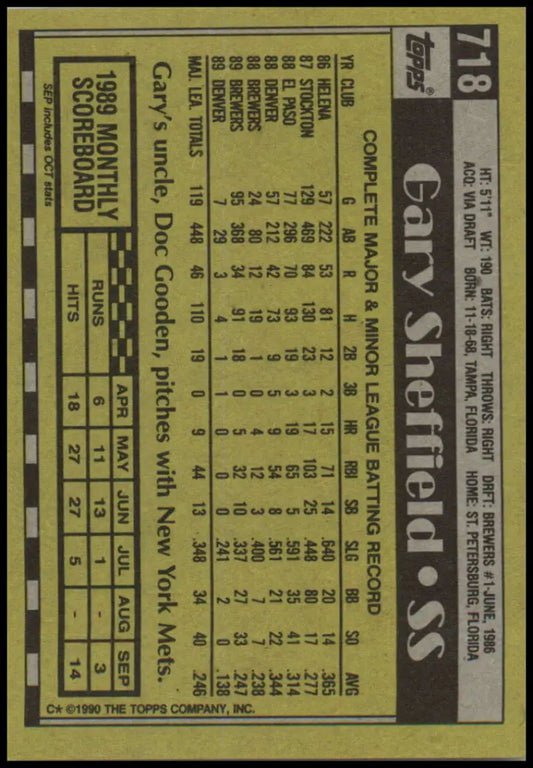 718
topps®
HT: 5'11" WT: 190 BATS: RIGHT THROWS: RIGHT DRFT: BREWERS #1-JUNE, 1986
ACQ: VIA DRAFT BORN: 11-18-68, TAMPA, FLORIDA HOME: ST. PETERSBURG, FLORIDA
Gary Sheffield • SS
COMPLETE MAJOR & MINOR LEAGUE BATTING RECORD
YR CLUB G AB R H 2B 3B HR RBI SB SLG BB SO AVG
86 HELENA 57 222 53 81 12 2 15 71 14 .640 20 14 .365
87 STOCKTON 129 469 84 130 23 3 17 103 25 .448 80 17 .277
88 EL PASO 77 296 70 93 19 3 19 65 5 .591 35 41 .314
88 DENVER 57 212 42 73 9 5 9 54 8 .561 21 22 .344
88 BREWERS 24 80 12 19 1 0 4 12 3 .400 7 7 .238
89 BREWERS 95 368 34 91 18 0 5 32 10 .337 27 33 .247
89 DENVER 7 29 3 4 1 1 0 0 0 .241 2 0 .138
MAJ. LEA. TOTALS 119 448 46 110 19 0 9 44 13 .348 34 40 .246
Gary's uncle, Doc Gooden, pitches with New York Mets.
1989 MONTHLY
SCOREBOARD
APR MAY JUN JUL AUG SEP
RUNS 6 11 13 1 - 3
HITS 18 27 27 5 - 14
SEP includes OCT stats
C* ©1990 THE TOPPS COMPANY, INC.